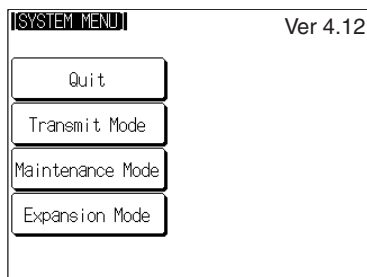 [SYSTEM MENU]
Ver 4.12
Quit
Transmit Mode
Maintenance Mode
Expansion Mode